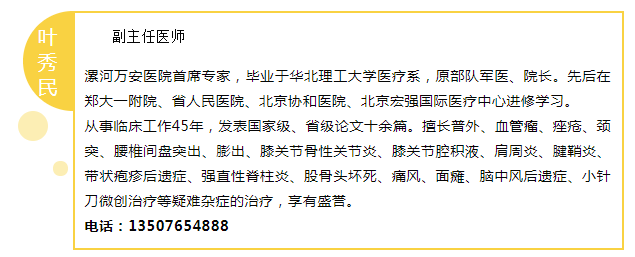 叶秀民
副主任医师
漯河万安医院首席专家，毕业于华北理工大学医疗系，原部队军医、院长。先后在
郑大一附院、省人民医院、北京协和医院、北京宏强国际医疗中心进修学习。
从事临床工作45年，发表国家级、省级论文十余篇。擅长普外、血管瘤、痤疮、颈
突、腰椎间盘突出、膨出、膝关节骨性关节炎、膝关节腔积液、肩周炎、腱鞘炎、
带状疱疹后遗症、强直性脊柱炎、股骨头坏死、痛风、面瘫、脑中风后遗症、小针
刀微创治疗等疑难杂症的治疗，享有盛誉。
电话：13507654888